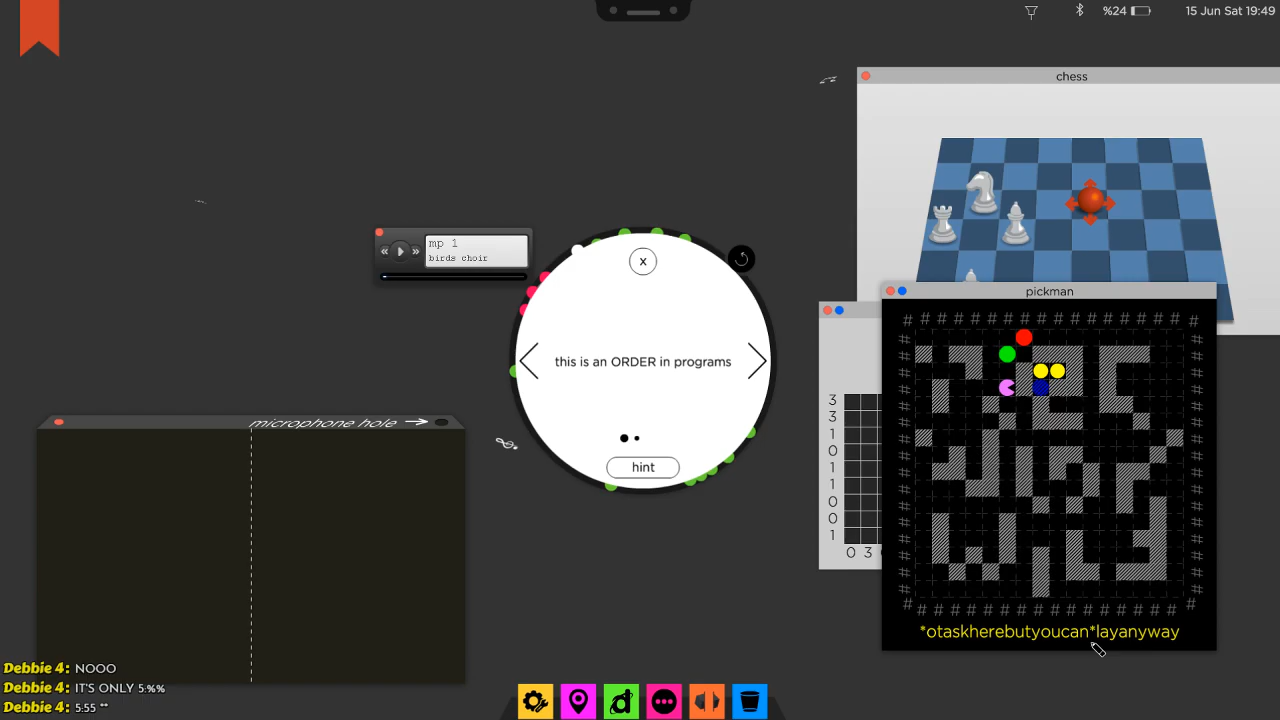 %24
15 Jun Sat 19:49
chess
mp 1
birds choir
x
this is an ORDER in programs
hint
microphone hole
pickman
3
3
1
0
1
1
0
0
1
0 3
*otaskherebutyoucan*layanyway
Debbie 4: NOOO
Debbie 4: IT'S ONLY 5.%%
Debbie 4: 5.55 **